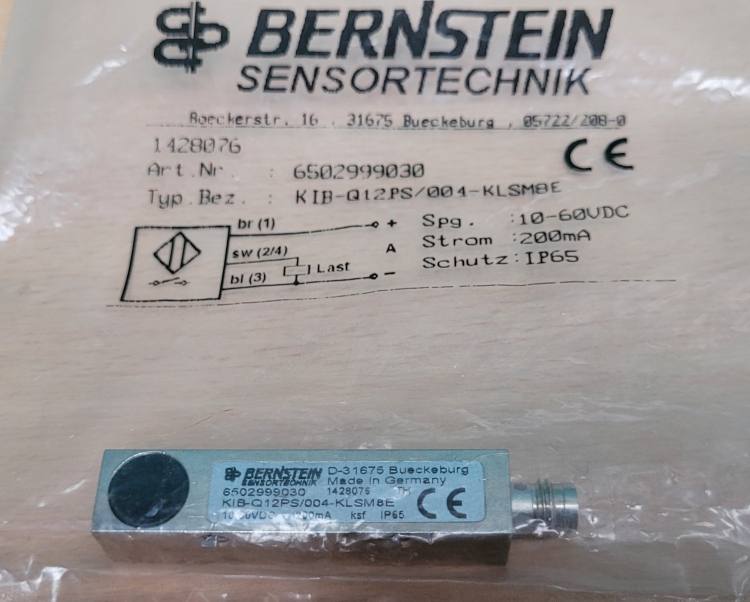 BERNSTEIN
SENSORTECHNIK
Boeckerstr. 16 . 31675 Bueckeburg , 05722/208-0
1428076
Art.Nr. : 6502999030
Typ.Bez. : KIB-Q12PS/004-KLSM8E
CE
br (1)
+
sw (2/4)
A
Last
bl (3)
-
Spg. :10-60VDC
Strom :200mA
Schutz:IP65
BERNSTEIN
SENSORTECHNIK
D-31675 Bueckeburg
Made in Germany
6502999030 1428076
KIB-Q12PS/004-KLSM8E
ksf IP65
CE